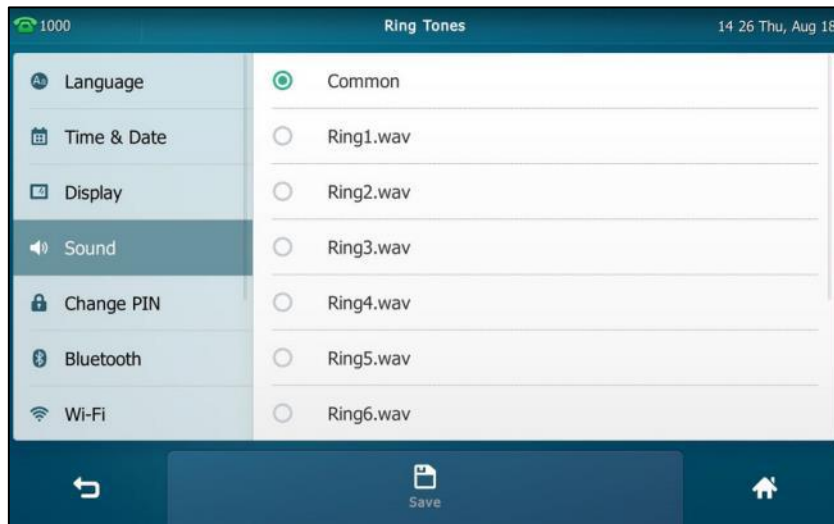 1000
Ring Tones
14 26 Thu, Aug 18
Language
Time & Date
Display
Sound
Change PIN
Bluetooth
Wi-Fi
Common
Ring1.wav
Ring2.wav
Ring3.wav
Ring4.wav
Ring5.wav
Ring6.wav
Save